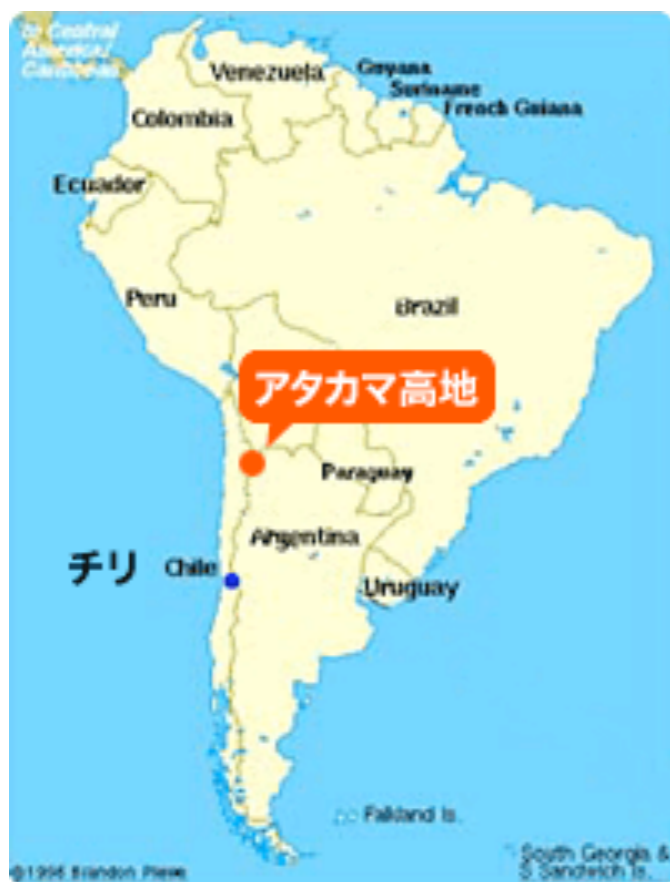 to Central
America/
Caribbean
Venezuela
Guyana
Suriname
French Guiana
Colombia
Ecuador
Peru
Brazil
アタカマ高地
Paraguay
Argentina
チリ
Chile
Uruguay
Falkland Is.
South Georgia &
S Sandwich Is.
©1996 Brandon Plewe